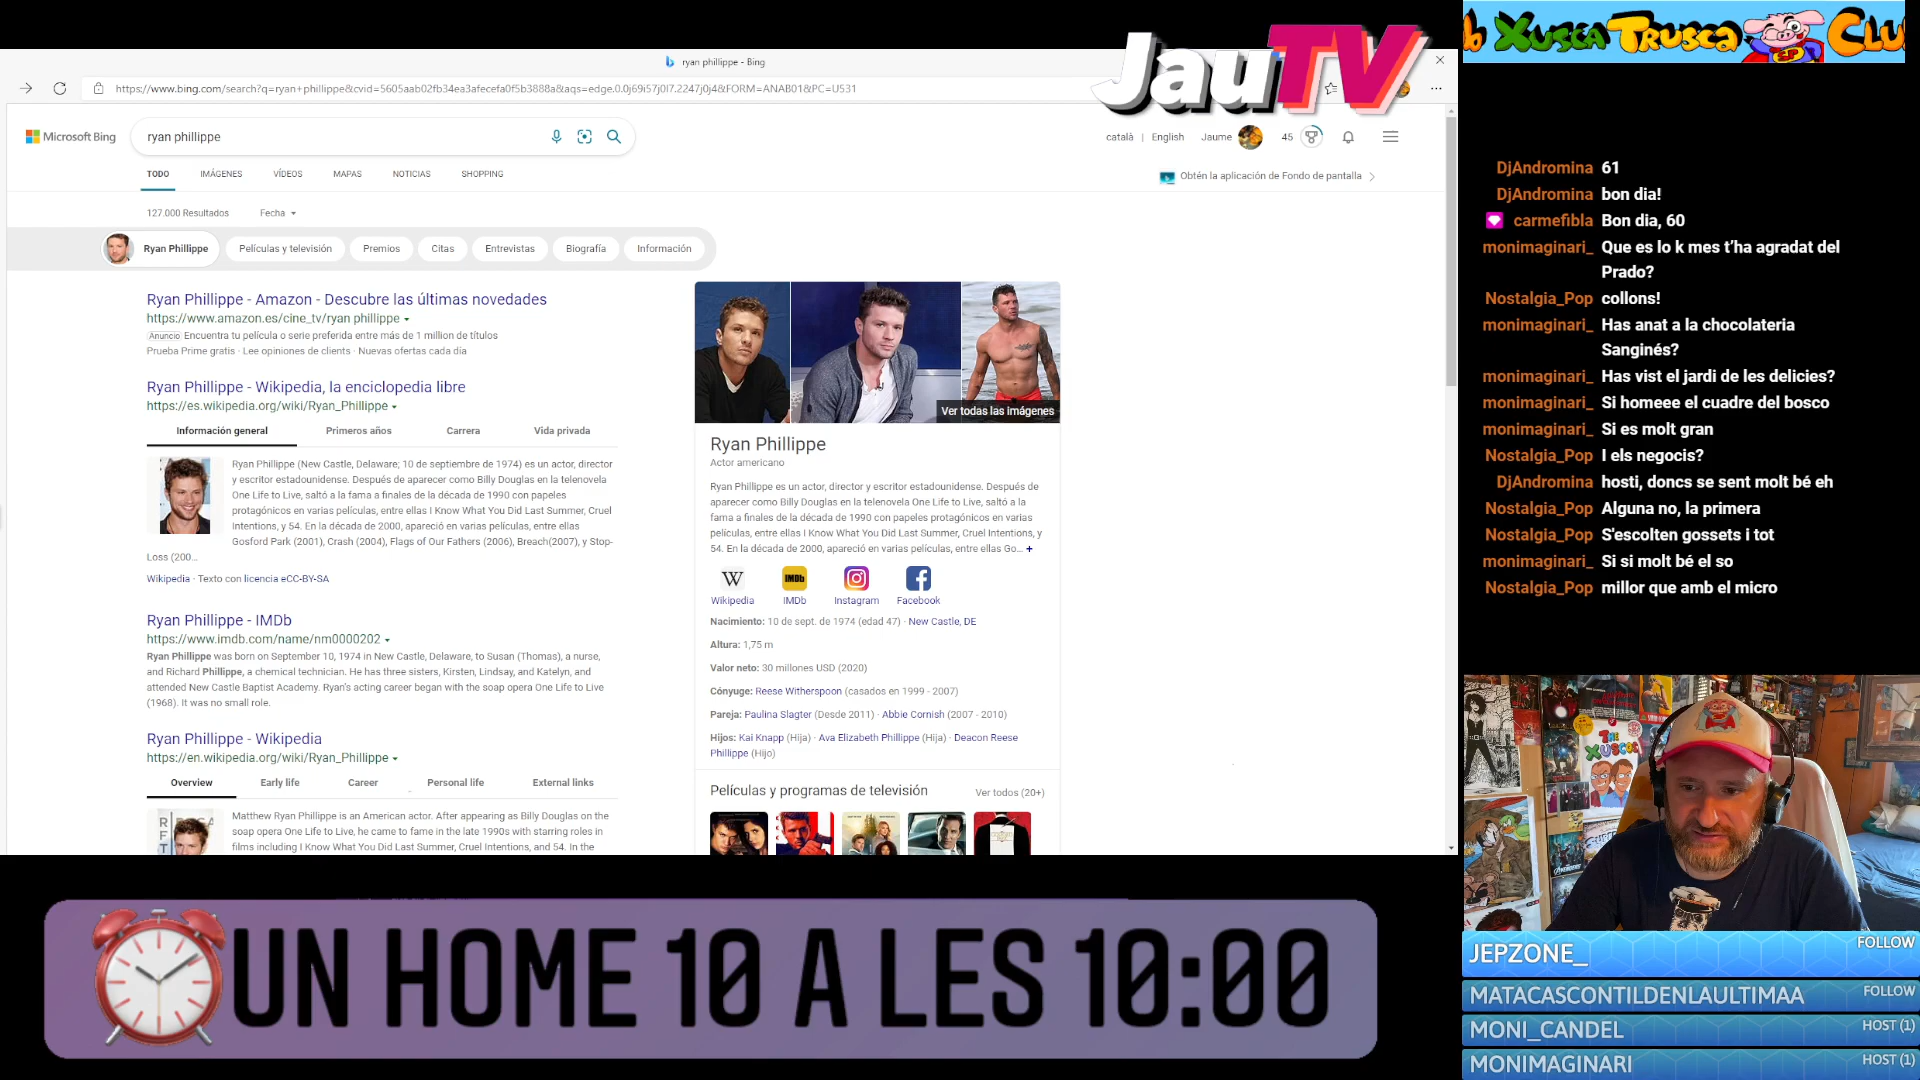 JauTV
b XUSCA TRUSCA CLU
ryan phillippe - Bing
https://www.bing.com/search?q=ryan+phillippe&cvid=5605aab02fb34ea3afecefa0f5b3888a&aqs=edge.0.0j69i57j0l7.2247j0j4&FORM=ANAB01&PC=U531
Microsoft Bing
ryan phillippe
català | English Jaume 45
TODO IMÁGENES VÍDEOS MAPAS NOTICIAS SHOPPING
Obtén la aplicación de Fondo de pantalla
127.000 Resultados Fecha
Ryan Phillippe Películas y televisión Premios Citas Entrevistas Biografía Información
Ryan Phillippe - Amazon - Descubre las últimas novedades
https://www.amazon.es/cine_tv/ryan phillippe
Anuncio Encuentra tu película o serie preferida entre más de 1 million de títulos
Prueba Prime gratis · Lee opiniones de clients · Nuevas ofertas cada día
Ryan Phillippe - Wikipedia, la enciclopedia libre
https://es.wikipedia.org/wiki/Ryan_Phillippe
Información general Primeros años Carrera Vida privada
Ryan Phillippe (New Castle, Delaware; 10 de septiembre de 1974) es un actor, director
y escritor estadounidense. Después de aparecer como Billy Douglas en la telenovela
One Life to Live, saltó a la fama a finales de la década de 1990 con papeles
protagónicos en varias películas, entre ellas I Know What You Did Last Summer, Cruel
Intentions, y 54. En la década de 2000, apareció en varias películas, entre ellas
Gosford Park (2001), Crash (2004), Flags of Our Fathers (2006), Breach(2007), y Stop-
Loss (200...
Wikipedia · Texto con licencia eCC-BY-SA
Ryan Phillippe - IMDb
https://www.imdb.com/name/nm0000202
Ryan Phillippe was born on September 10, 1974 in New Castle, Delaware, to Susan (Thomas), a nurse,
and Richard Phillippe, a chemical technician. He has three sisters, Kirsten, Lindsay, and Katelyn, and
attended New Castle Baptist Academy. Ryan's acting career began with the soap opera One Life to Live
(1968). It was no small role.
Ryan Phillippe - Wikipedia
https://en.wikipedia.org/wiki/Ryan_Phillippe
Overview Early life Career Personal life External links
Matthew Ryan Phillippe is an American actor. After appearing as Billy Douglas on the
soap opera One Life to Live, he came to fame in the late 1990s with starring roles in
films including I Know What You Did Last Summer, Cruel Intentions, and 54. In the
Ver todas las imágenes
Ryan Phillippe
Actor americano
Ryan Phillippe es un actor, director y escritor estadounidense. Después de
aparecer como Billy Douglas en la telenovela One Life to Live, saltó a la
fama a finales de la década de 1990 con papeles protagónicos en varias
películas, entre ellas I Know What You Did Last Summer, Cruel Intentions, y
54. En la década de 2000, apareció en varias películas, entre ellas Go... +
W IMDb
Wikipedia IMDb Instagram Facebook
Nacimiento: 10 de sept. de 1974 (edad 47) · New Castle, DE
Altura: 1,75 m
Valor neto: 30 millones USD (2020)
Cónyuge: Reese Witherspoon (casados en 1999 - 2007)
Pareja: Paulina Slagter (Desde 2011) · Abbie Cornish (2007 - 2010)
Hijos: Kai Knapp (Hija) · Ava Elizabeth Phillippe (Hija) · Deacon Reese
Phillippe (Hijo)
Películas y programas de televisión Ver todos (20+)
DjAndromina 61
DjAndromina bon dia!
carmefibla Bon dia, 60
monimaginari_ Que es lo k mes t'ha agradat del
Prado?
Nostalgia_Pop collons!
monimaginari_ Has anat a la chocolateria
Sanginés?
monimaginari_ Has vist el jardi de les delicies?
monimaginari_ Si homeee el cuadre del bosco
monimaginari_ Si es molt gran
Nostalgia_Pop I els negocis?
DjAndromina hosti, doncs se sent molt bé eh
Nostalgia_Pop Alguna no, la primera
Nostalgia_Pop S'escolten gossets i tot
monimaginari_ Si si molt bé el so
Nostalgia_Pop millor que amb el micro
THE XUSCOS
JEPZONE_ FOLLOW
MATACASCONTILDENLAULTIMAA FOLLOW
MONI_CANDEL HOST (1)
MONIMAGINARI HOST (1)
UN HOME 10 A LES 10:00